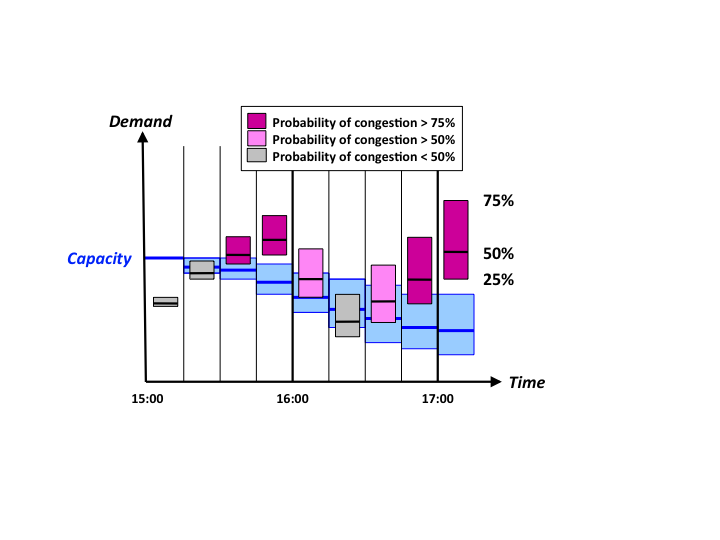 Demand
Probability of congestion > 75%
Probability of congestion > 50%
Probability of congestion < 50%
75%
Capacity
50%
25%
Time
15:00
16:00
17:00